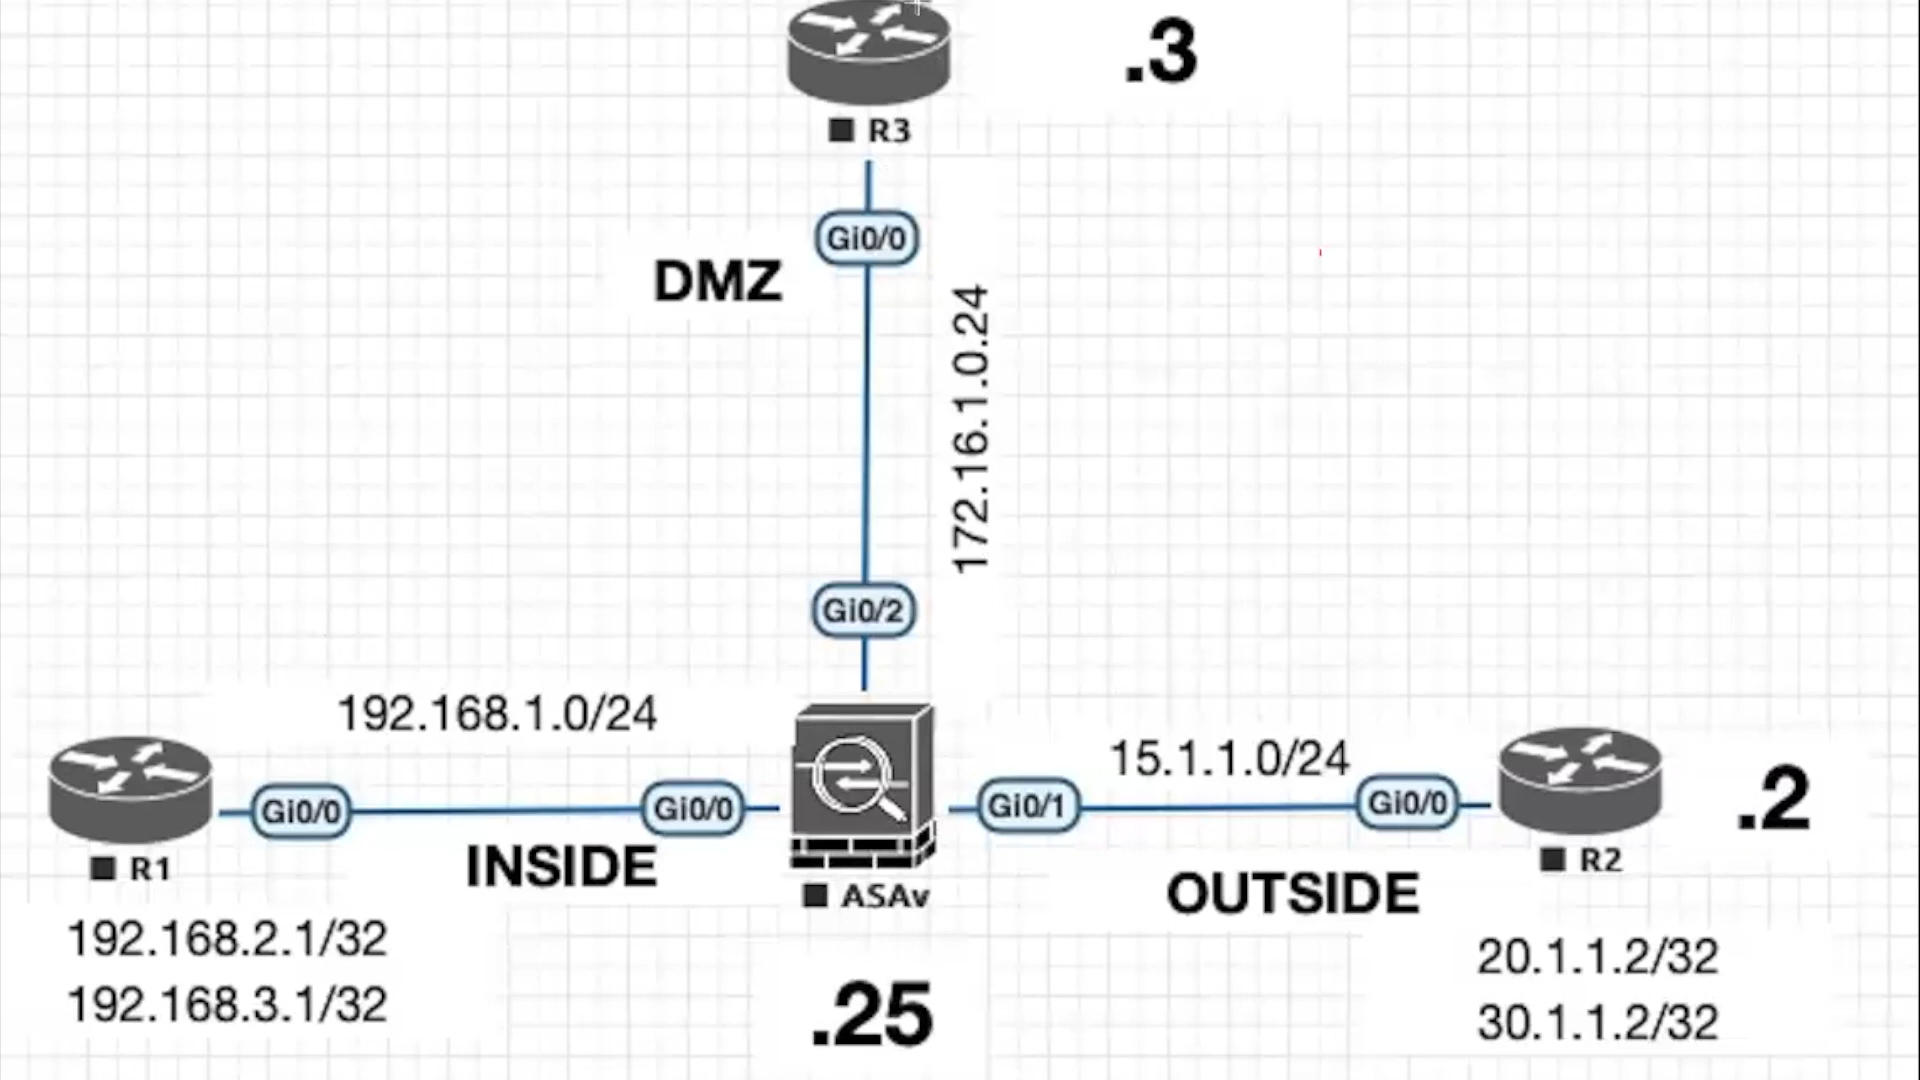 .3
R3
Gi0/0
DMZ
172.16.1.0.24
Gi0/2
192.168.1.0/24
15.1.1.0/24
Gi0/0
Gi0/0
Gi0/1
Gi0/0
.2
R1
INSIDE
ASAv
OUTSIDE
R2
192.168.2.1/32
192.168.3.1/32
.25
20.1.1.2/32
30.1.1.2/32